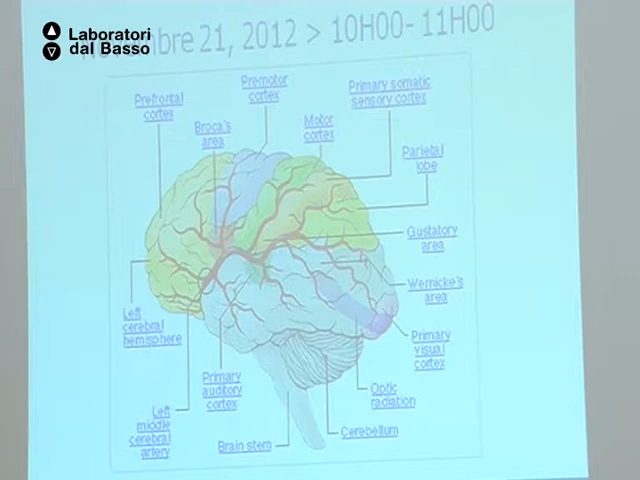 Laboratori
dal Basso
21, 2012 > 10H00- 11H00
Prefrontal
cortex
Premotor
cortex
Primary somatic
sensory cortex
Broca's
area
Motor
cortex
Parietal
lobe
Gustatory
area
Wernicke's
area
Left
cerebral
hemisphere
Primary
visual
cortex
Primary
auditory
cortex
Optic
radiation
Left
middle
cerebral
artery
Brain stem
Cerebellum